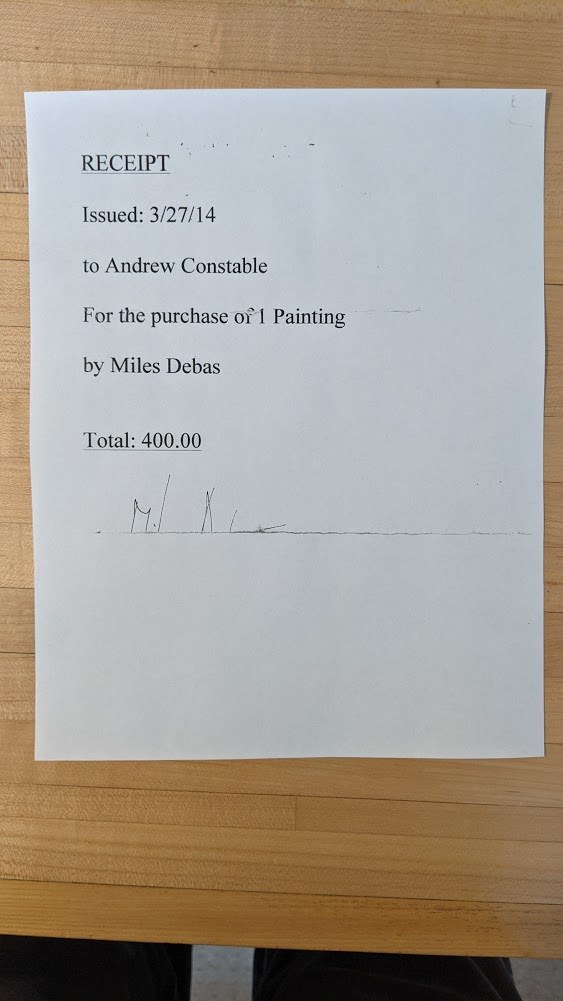 RECEIPT
Issued: 3/27/14
to Andrew Constable
For the purchase of 1 Painting
by Miles Debas
Total: 400.00